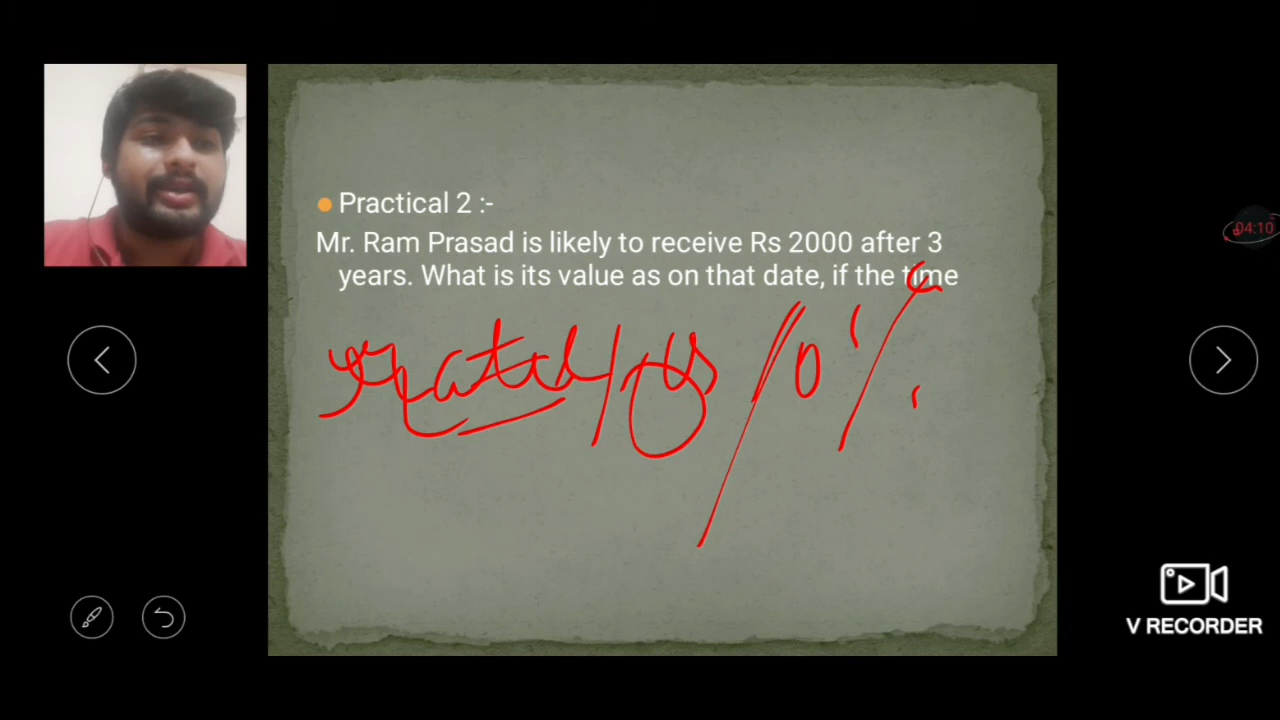 Practical 2 :-
Mr. Ram Prasad is likely to receive Rs 2000 after 3
years. What is its value as on that date, if the time
10%
04:10
V RECORDER